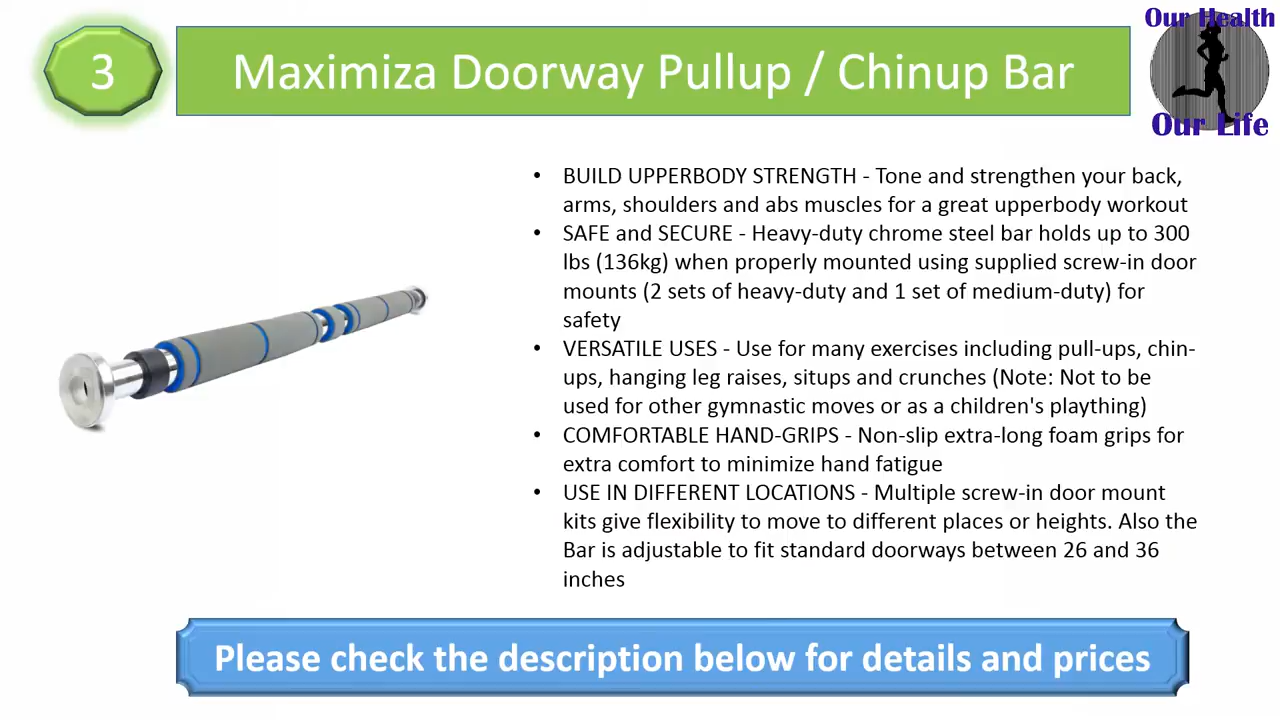 3
Maximiza Doorway Pullup / Chinup Bar
Our Health
Our Life
• BUILD UPPERBODY STRENGTH - Tone and strengthen your back,
arms, shoulders and abs muscles for a great upperbody workout
• SAFE and SECURE - Heavy-duty chrome steel bar holds up to 300
lbs (136kg) when properly mounted using supplied screw-in door
mounts (2 sets of heavy-duty and 1 set of medium-duty) for
safety
• VERSATILE USES - Use for many exercises including pull-ups, chin-
ups, hanging leg raises, situps and crunches (Note: Not to be
used for other gymnastic moves or as a children's plaything)
• COMFORTABLE HAND-GRIPS - Non-slip extra-long foam grips for
extra comfort to minimize hand fatigue
• USE IN DIFFERENT LOCATIONS - Multiple screw-in door mount
kits give flexibility to move to different places or heights. Also the
Bar is adjustable to fit standard doorways between 26 and 36
inches
Please check the description below for details and prices